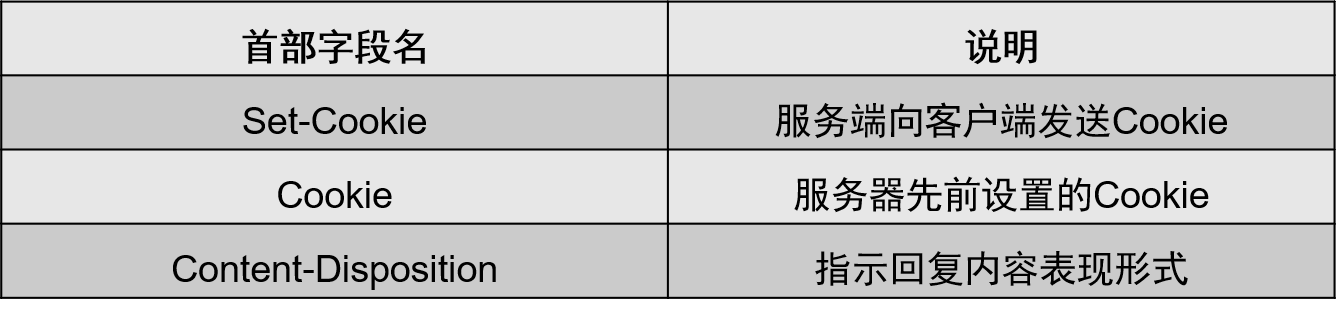 首部字段名 说明
Set-Cookie 服务端向客户端发送Cookie
Cookie 服务器先前设置的Cookie
Content-Disposition 指示回复内容表现形式